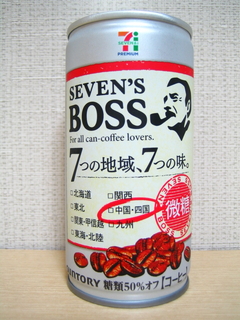 7
SEVEN&i
PREMIUM
SEVEN'S
BOSS
For all can-coffee lovers.
7つの地域、7つの味。
□北海道 □関西
□東北 □中国・四国
□関東・甲信越 □九州
□東海・北陸
微糖
SUNTORY 糖類50%オフ [コーヒー]